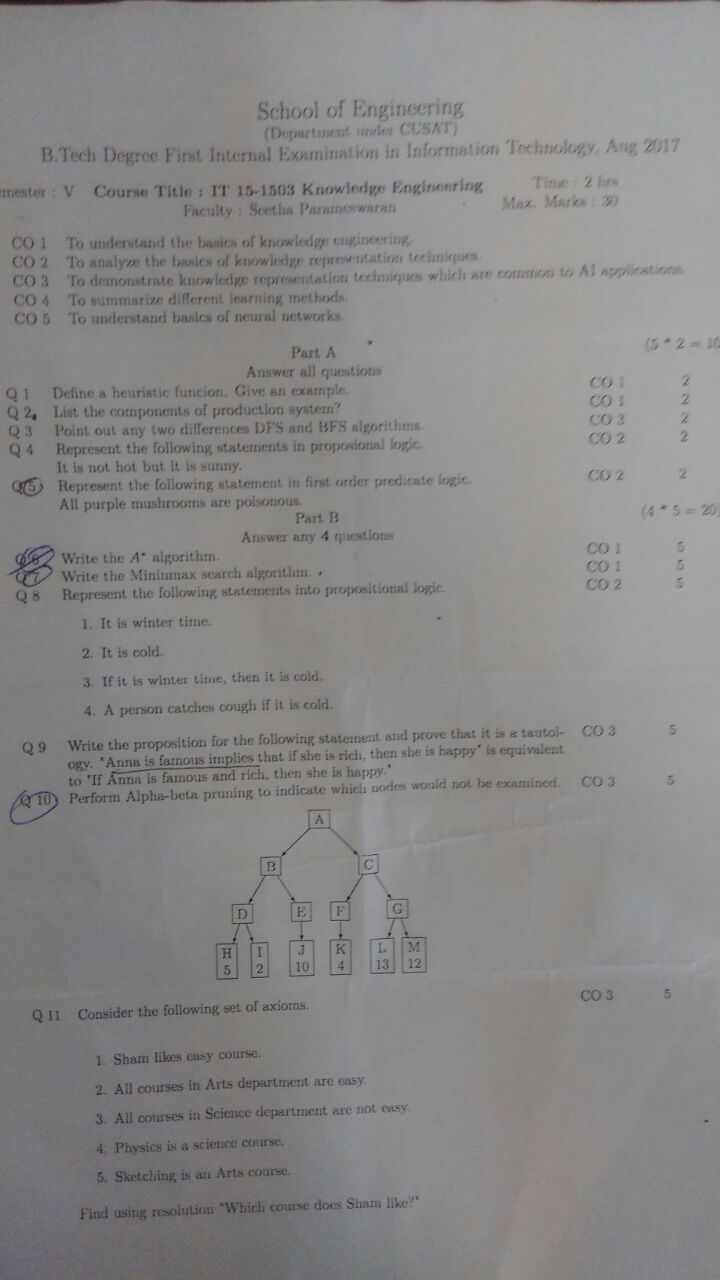 School of Engineering
(Department under CUSAT)
B.Tech Degree First Internal Examination in Information Technology, Aug 2017
emester : V Course Title : IT 15-1503 Knowledge Engineering Time : 2 hrs
Faculty : Seetha Parameswaran Max. Marks : 30
CO 1 To understand the basics of knowledge engineering.
CO 2 To analyze the basics of knowledge representation techniques.
CO 3 To demonstrate knowledge representation techniques which are common to AI applications.
CO 4 To summarize different learning methods.
CO 5 To understand basics of neural networks.
Part A (5 * 2 = 10
Answer all questions
Q 1 Define a heuristic funcion. Give an example. CO 1 2
Q 2 List the components of production system? CO 1 2
Q 3 Point out any two differences DFS and BFS algorithms. CO 3 2
Q 4 Represent the following statements in proposional logic. CO 2 2
It is not hot but it is sunny.
Q 5 Represent the following statement in first order predicate logic. CO 2 2
All purple mushrooms are poisonous.
Part B (4 * 5 = 20)
Answer any 4 questions
Q 6 Write the A* algorithm. CO 1 5
Q 7 Write the Minimmax search algorithm. CO 1 5
Q 8 Represent the following statements into propositional logic. CO 2 5
1. It is winter time.
2. It is cold.
3. If it is winter time, then it is cold.
4. A person catches cough if it is cold.
Q 9 Write the proposition for the following statement and prove that it is a tautol- CO 3 5
ogy. "Anna is famous implies that if she is rich, then she is happy" is equivalent
to "If Anna is famous and rich, then she is happy."
Q 10 Perform Alpha-beta pruning to indicate which nodes would not be examined. CO 3 5
A
B C
D E F G
H I J K L M
5 2 10 4 13 12
Q 11 Consider the following set of axioms. CO 3 5
1. Sham likes easy course.
2. All courses in Arts department are easy.
3. All courses in Science department are not easy.
4. Physics is a science course.
5. Sketching is an Arts course.
Find using resolution "Which course does Sham like?"